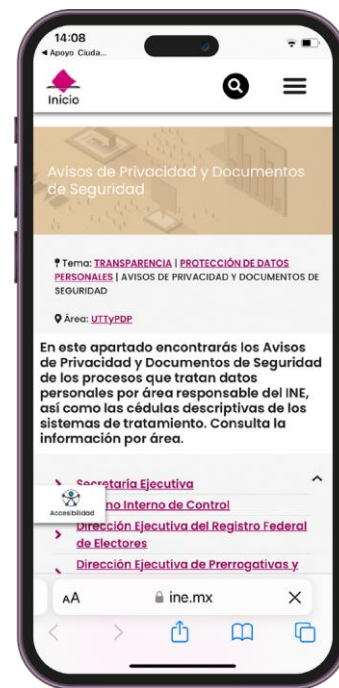 14:08
◀ Apoyo Ciuda...
Inicio
Avisos de Privacidad y Documentos
de Seguridad
Tema: TRANSPARENCIA | PROTECCIÓN DE DATOS
PERSONALES | AVISOS DE PRIVACIDAD Y DOCUMENTOS DE
SEGURIDAD
Área: UTTyPDP
En este apartado encontrarás los Avisos
de Privacidad y Documentos de Seguridad
de los procesos que tratan datos
personales por área responsable del INE,
así como las cédulas descriptivas de los
sistemas de tratamiento. Consulta la
información por área.
Secretaría Ejecutiva
no Interno de Control
Accesibilidad
Dirección Ejecutiva del Registro Federal
de Electores
Dirección Ejecutiva de Prerrogativas y
AA
ine.mx